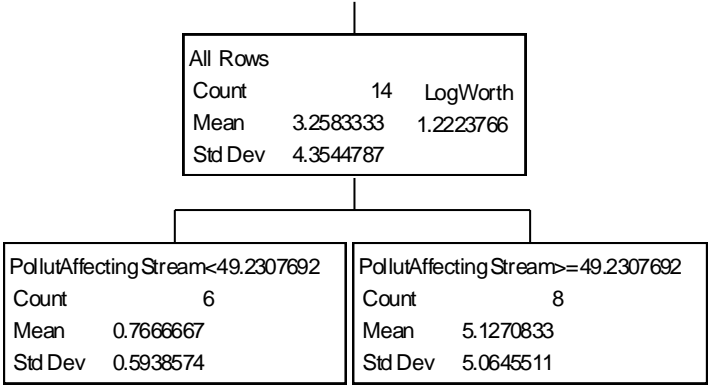 All Rows
Count 14 LogWorth
Mean 3.2583333 1.2223766
Std Dev 4.3544787
PollutAffectingStream<49.2307692
Count 6
Mean 0.7666667
Std Dev 0.5938574
PollutAffectingStream>=49.2307692
Count 8
Mean 5.1270833
Std Dev 5.0645511